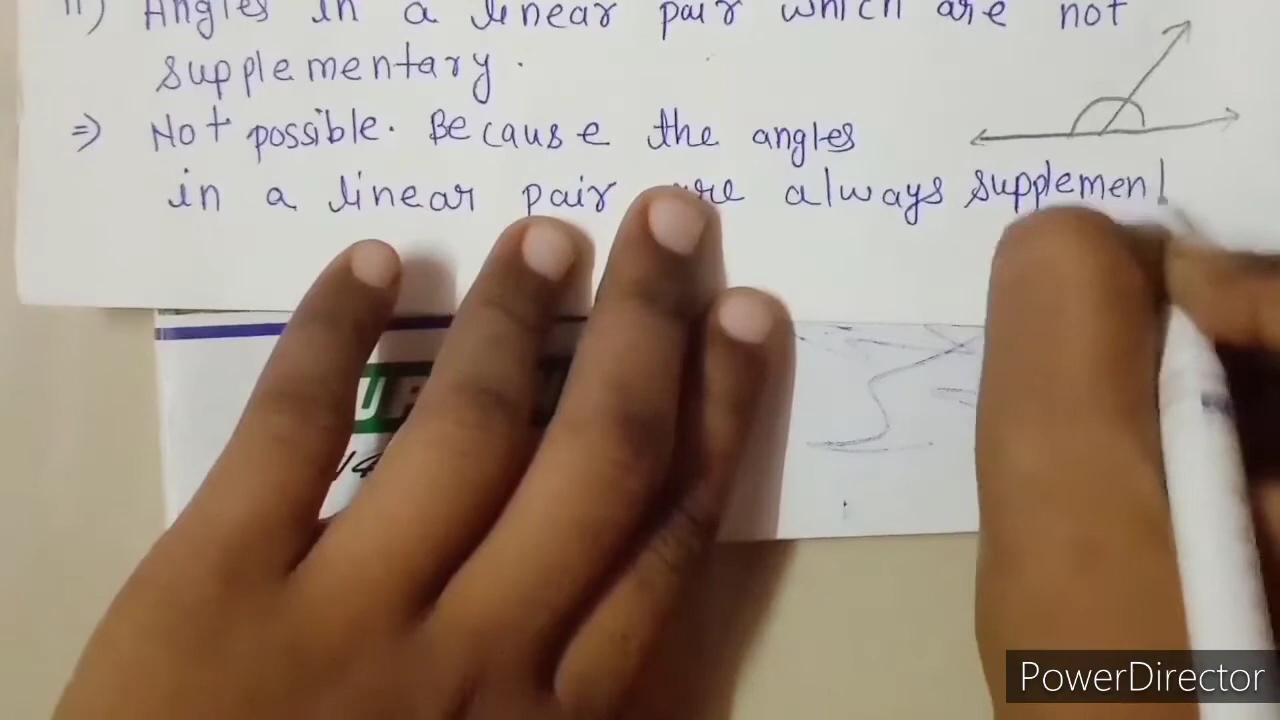 ii) Angles in a linear pair which are not
supplementary.
⇒ Not possible. Because the angles
in a linear pair are always supplement
PowerDirector